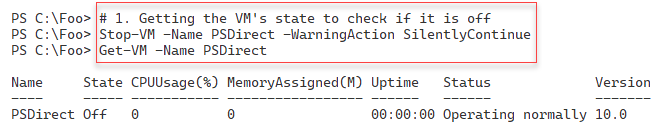 PS C:\Foo> # 1. Getting the VM's state to check if it is off
PS C:\Foo> Stop-VM -Name PSDirect -WarningAction SilentlyContinue
PS C:\Foo> Get-VM -Name PSDirect
Name     State CPUUsage(%) MemoryAssigned(M) Uptime   Status             Version
----     ----- ----------- ----------------- ------   ------             -------
PSDirect Off   0           0                 00:00:00 Operating normally 10.0